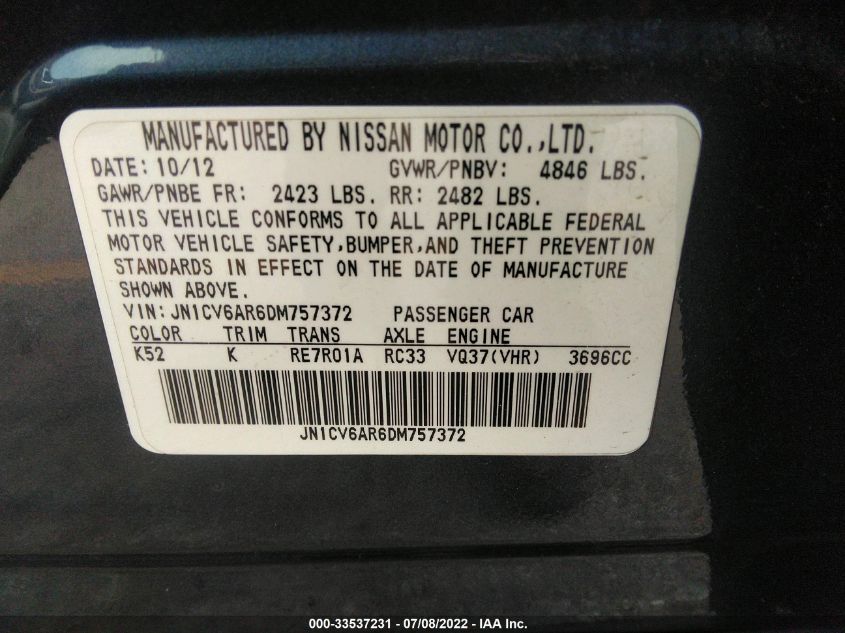 MANUFACTURED BY NISSAN MOTOR CO.,LTD.
DATE: 10/12 GVWR/PNBV: 4846 LBS.
GAWR/PNBE FR: 2423 LBS. RR: 2482 LBS.
THIS VEHICLE CONFORMS TO ALL APPLICABLE FEDERAL
MOTOR VEHICLE SAFETY,BUMPER,AND THEFT PREVENTION
STANDARDS IN EFFECT ON THE DATE OF MANUFACTURE
SHOWN ABOVE.
VIN:JN1CV6AR6DM757372 PASSENGER CAR
COLOR TRIM TRANS AXLE ENGINE
K52 K RE7R01A RC33 VQ37(VHR) 3696CC
JN1CV6AR6DM757372
000-33537231 - 07/08/2022 - IAA Inc.